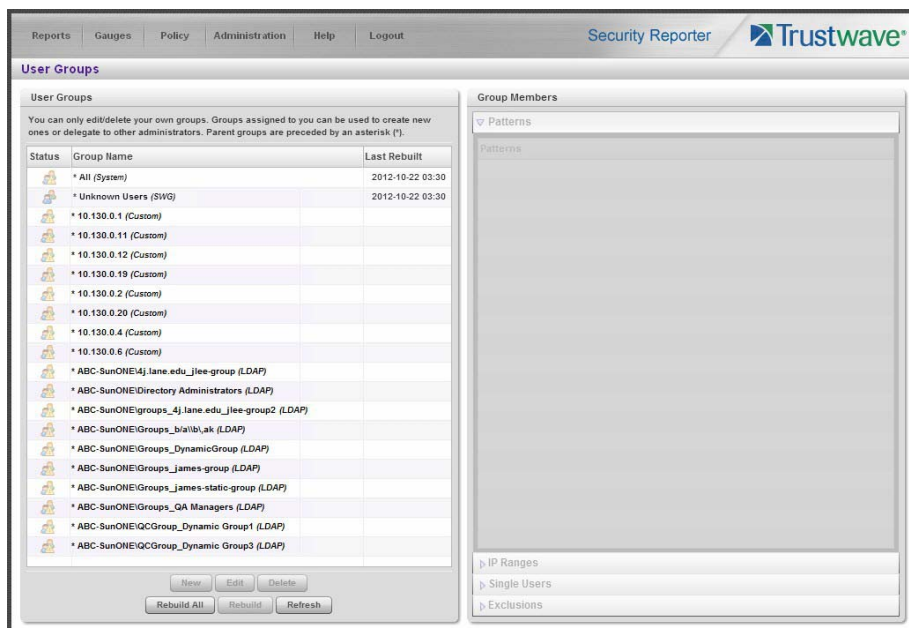 Reports Gauges Policy Administration Help Logout Security Reporter Trustwave®
User Groups
User Groups
You can only edit/delete your own groups. Groups assigned to you can be used to create new
ones or delegate to other administrators. Parent groups are preceded by an asterisk (*).
Status Group Name Last Rebuilt
* All (System) 2012-10-22 03:30
* Unknown Users (SWG) 2012-10-22 03:30
* 10.130.0.1 (Custom)
* 10.130.0.11 (Custom)
* 10.130.0.12 (Custom)
* 10.130.0.19 (Custom)
* 10.130.0.2 (Custom)
* 10.130.0.20 (Custom)
* 10.130.0.4 (Custom)
* 10.130.0.6 (Custom)
* ABC-SunONE\4j.lane.edu_jlee-group (LDAP)
* ABC-SunONE\Directory Administrators (LDAP)
* ABC-SunONE\groups_4j.lane.edu_jlee-group2 (LDAP)
* ABC-SunONE\Groups_b/a\\b\,ak (LDAP)
* ABC-SunONE\Groups_DynamicGroup (LDAP)
* ABC-SunONE\Groups_james-group (LDAP)
* ABC-SunONE\Groups_james-static-group (LDAP)
* ABC-SunONE\Groups_QA Managers (LDAP)
* ABC-SunONE\QCGroup_Dynamic Group1 (LDAP)
* ABC-SunONE\QCGroup_Dynamic Group3 (LDAP)
New Edit Delete
Rebuild All Rebuild Refresh
Group Members
Patterns
Patterns
IP Ranges
Single Users
Exclusions